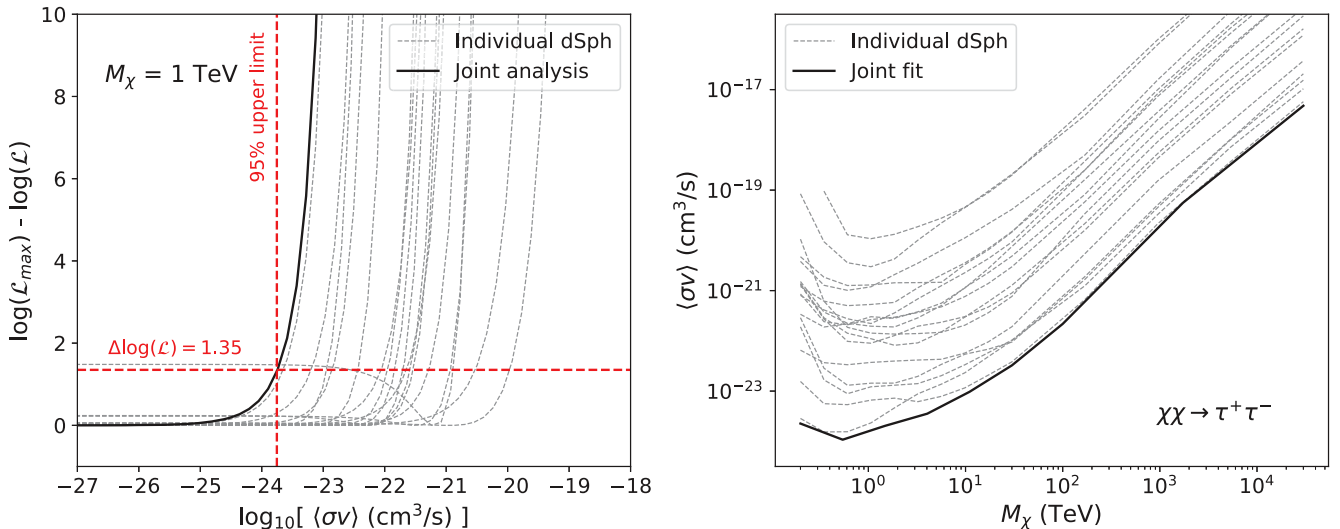 10
8
6
4
2
0
log(ℒmax) - log(ℒ)
Mχ = 1 TeV
95% upper limit
Individual dSph
Joint analysis
Δlog(ℒ) = 1.35
−27 −26 −25 −24 −23 −22 −21 −20 −19 −18
log₁₀[ ⟨σv⟩ (cm³/s) ]
Individual dSph
Joint fit
10⁻¹⁷
10⁻¹⁹
10⁻²¹
10⁻²³
⟨σv⟩ (cm³/s)
χχ → τ⁺τ⁻
10⁰ 10¹ 10² 10³ 10⁴
Mχ (TeV)